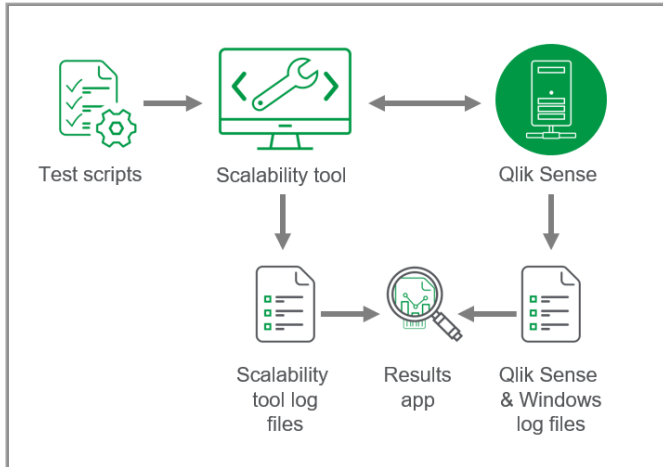 Test scripts
Scalability tool
Qlik Sense
Scalability
tool log
files
Results
app
Qlik Sense
& Windows
log files